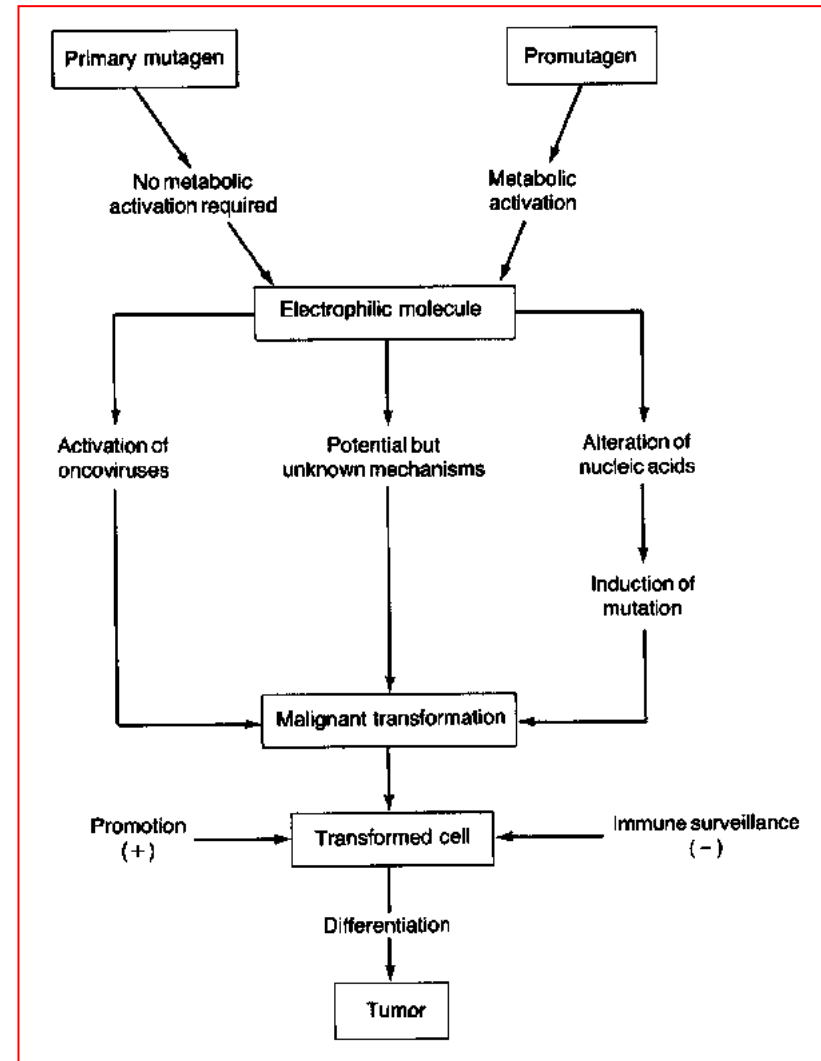 Primary mutagen
Promutagen
No metabolic
activation required
Metabolic
activation
Electrophilic molecule
Activation of
oncoviruses
Potential but
unknown mechanisms
Alteration of
nucleic acids
Induction of
mutation
Malignant transformation
Promotion
(+)
Transformed cell
Immune surveillance
(−)
Differentiation
Tumor